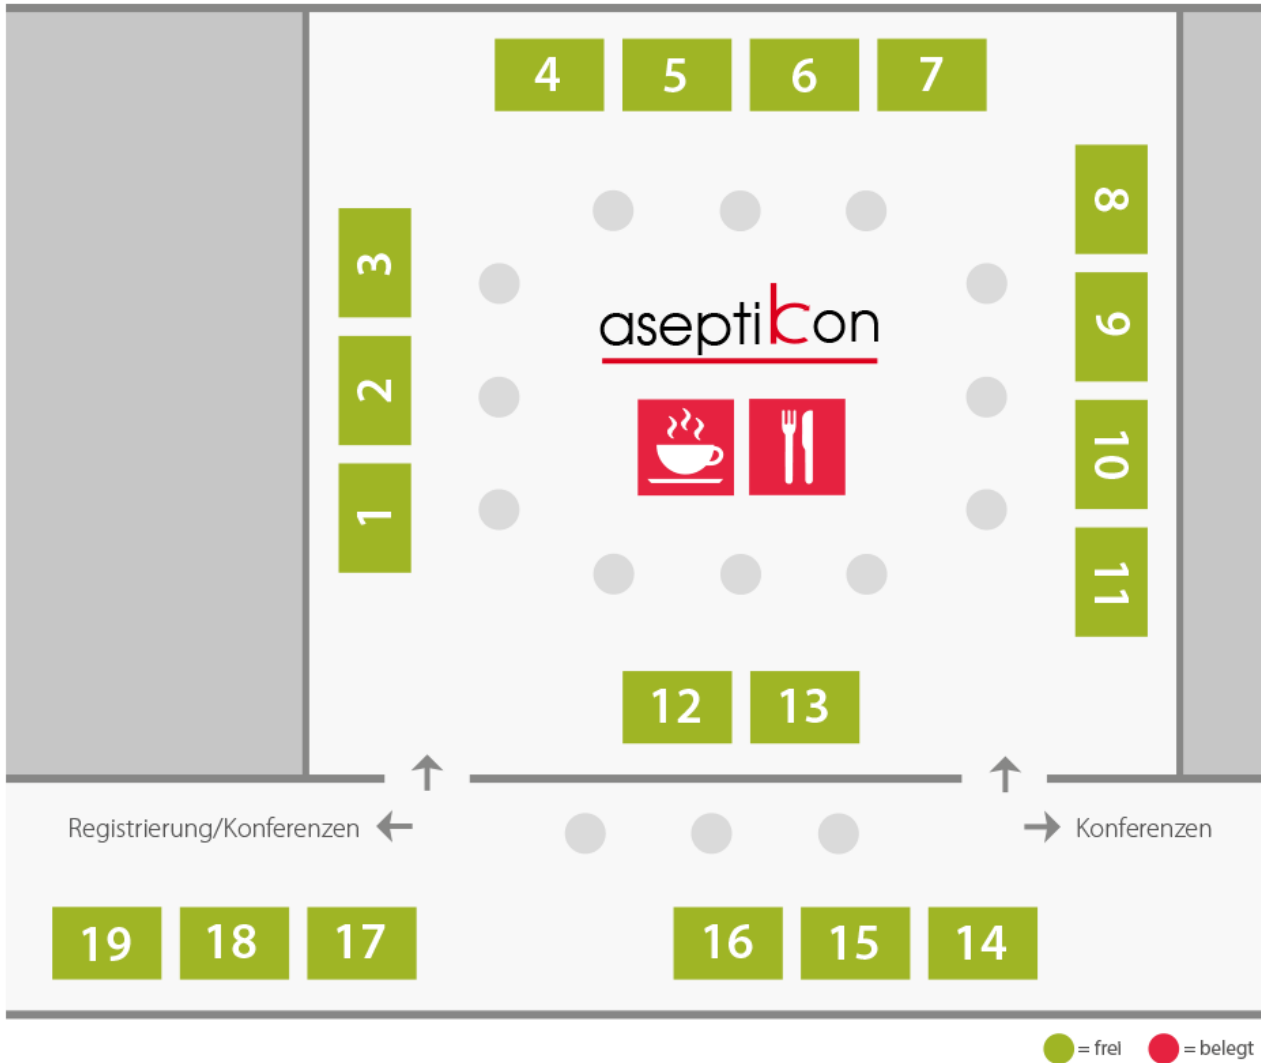 4 5 6 7
8
3
aseptikon
9
2
10
1
11
12 13
Registrierung/Konferenzen
Konferenzen
19 18 17 16 15 14
= frei = belegt